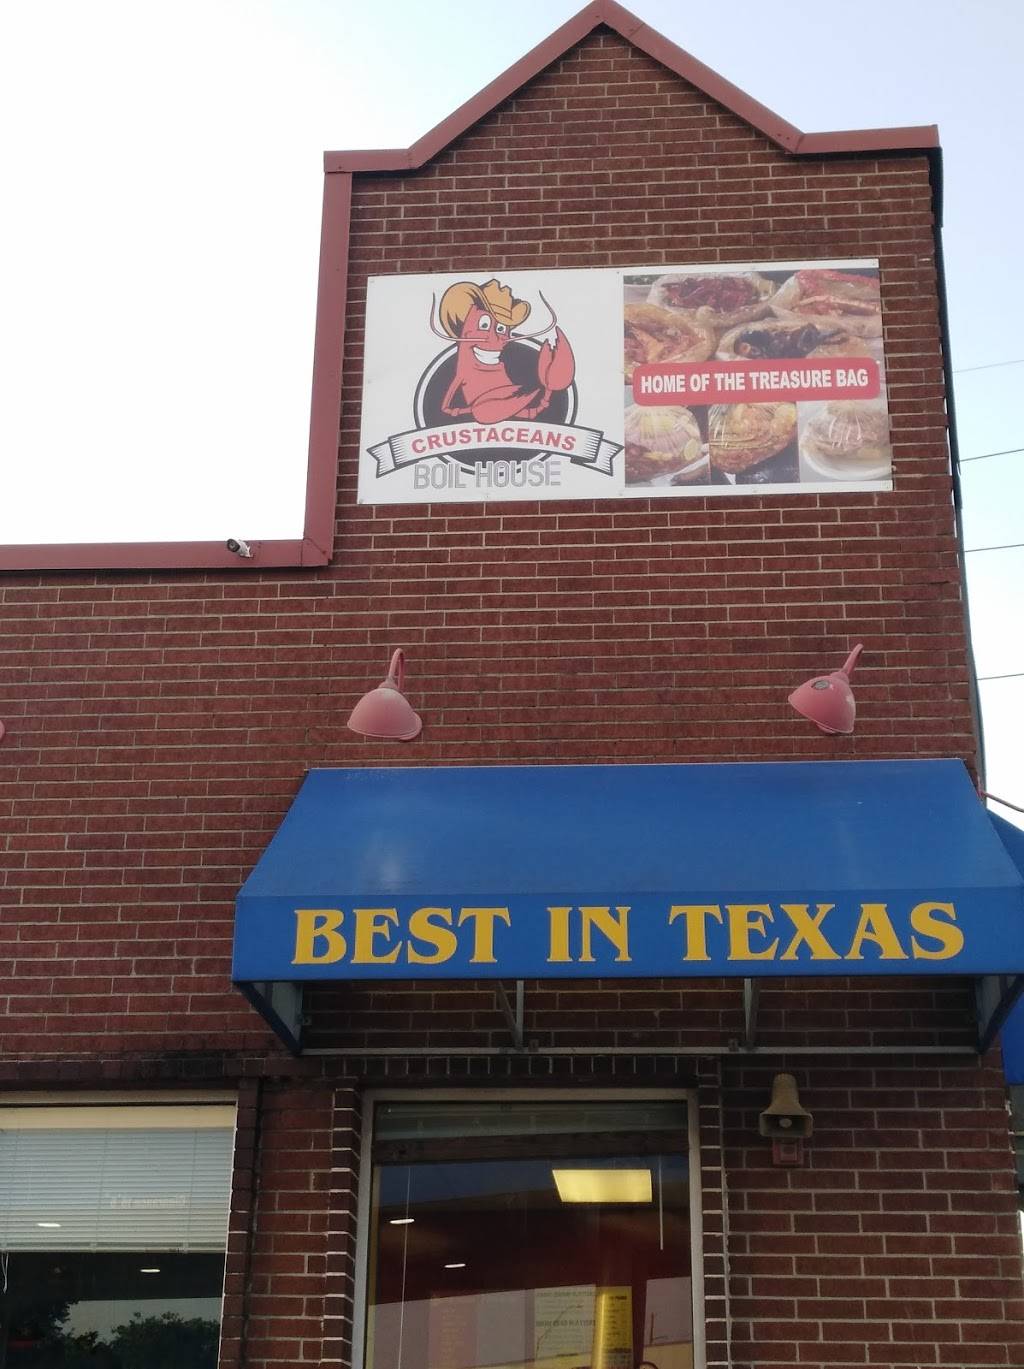 CRUSTACEANS
BOIL HOUSE
HOME OF THE TREASURE BAG
BEST IN TEXAS